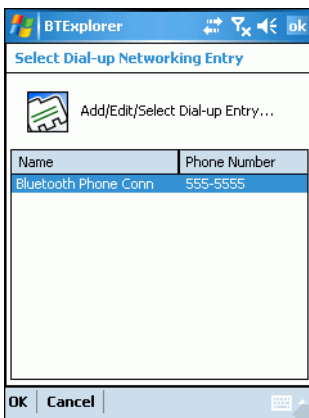 BTExplorer ok
Select Dial-up Networking Entry
Add/Edit/Select Dial-up Entry...
Name Phone Number
Bluetooth Phone Conn 555-5555
OK Cancel